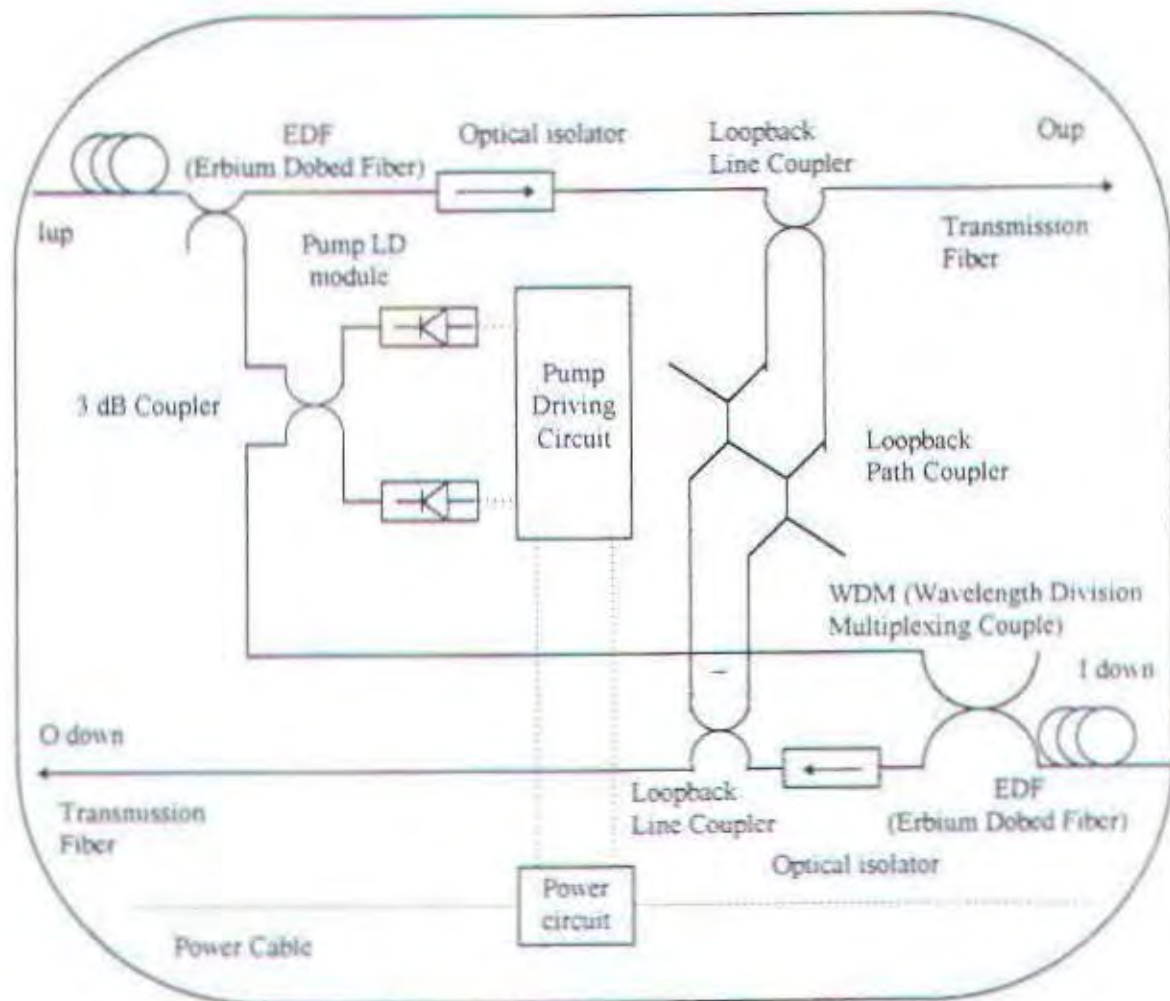 EDF
(Erbium Dobed Fiber)
Optical isolator
Loopback
Line Coupler
Oup
Iup
Pump LD
module
Transmission
Fiber
3 dB Coupler
Pump
Driving
Circuit
Loopback
Path Coupler
WDM (Wavelength Division
Multiplexing Couple)
I down
O down
Transmission
Fiber
Loopback
Line Coupler
EDF
(Erbium Dobed Fiber)
Optical isolator
Power
circuit
Power Cable